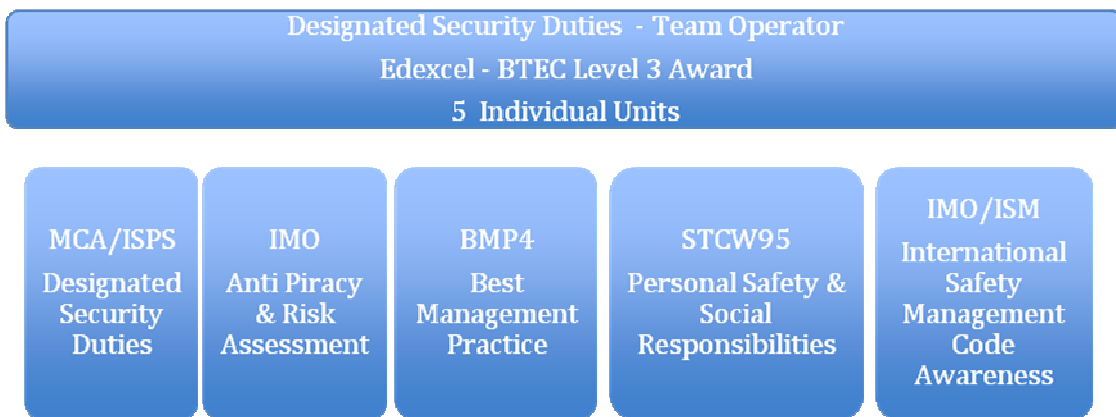 Designated Security Duties - Team Operator
Edexcel - BTEC Level 3 Award
5 Individual Units
MCA/ISPS
Designated
Security
Duties
IMO
Anti Piracy
& Risk
Assessment
BMP4
Best
Management
Practice
STCW95
Personal Safety &
Social
Responsibilities
IMO/ISM
International
Safety
Management
Code
Awareness